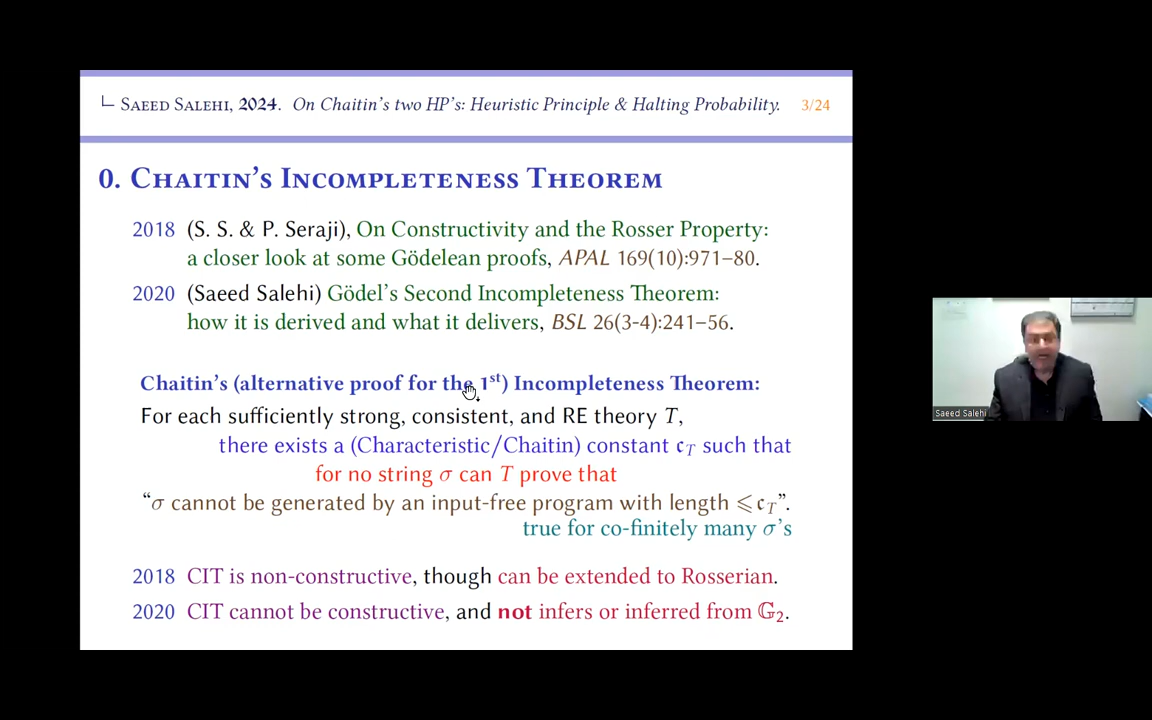 SAEED SALEHI, 2024. On Chaitin's two HP's: Heuristic Principle & Halting Probability. 3/24
0. CHAITIN'S INCOMPLETENESS THEOREM
2018 (S. S. & P. Seraji), On Constructivity and the Rosser Property:
a closer look at some Gödelean proofs, APAL 169(10):971–80.
2020 (Saeed Salehi) Gödel's Second Incompleteness Theorem:
how it is derived and what it delivers, BSL 26(3-4):241–56.
Chaitin's (alternative proof for the 1st) Incompleteness Theorem:
For each sufficiently strong, consistent, and RE theory T,
there exists a (Characteristic/Chaitin) constant 𝔠_T such that
for no string σ can T prove that
“σ cannot be generated by an input-free program with length ⩽𝔠_T”.
true for co-finitely many σ's
2018 CIT is non-constructive, though can be extended to Rosserian.
2020 CIT cannot be constructive, and not infers or inferred from 𝔾₂.
Saeed Salehi